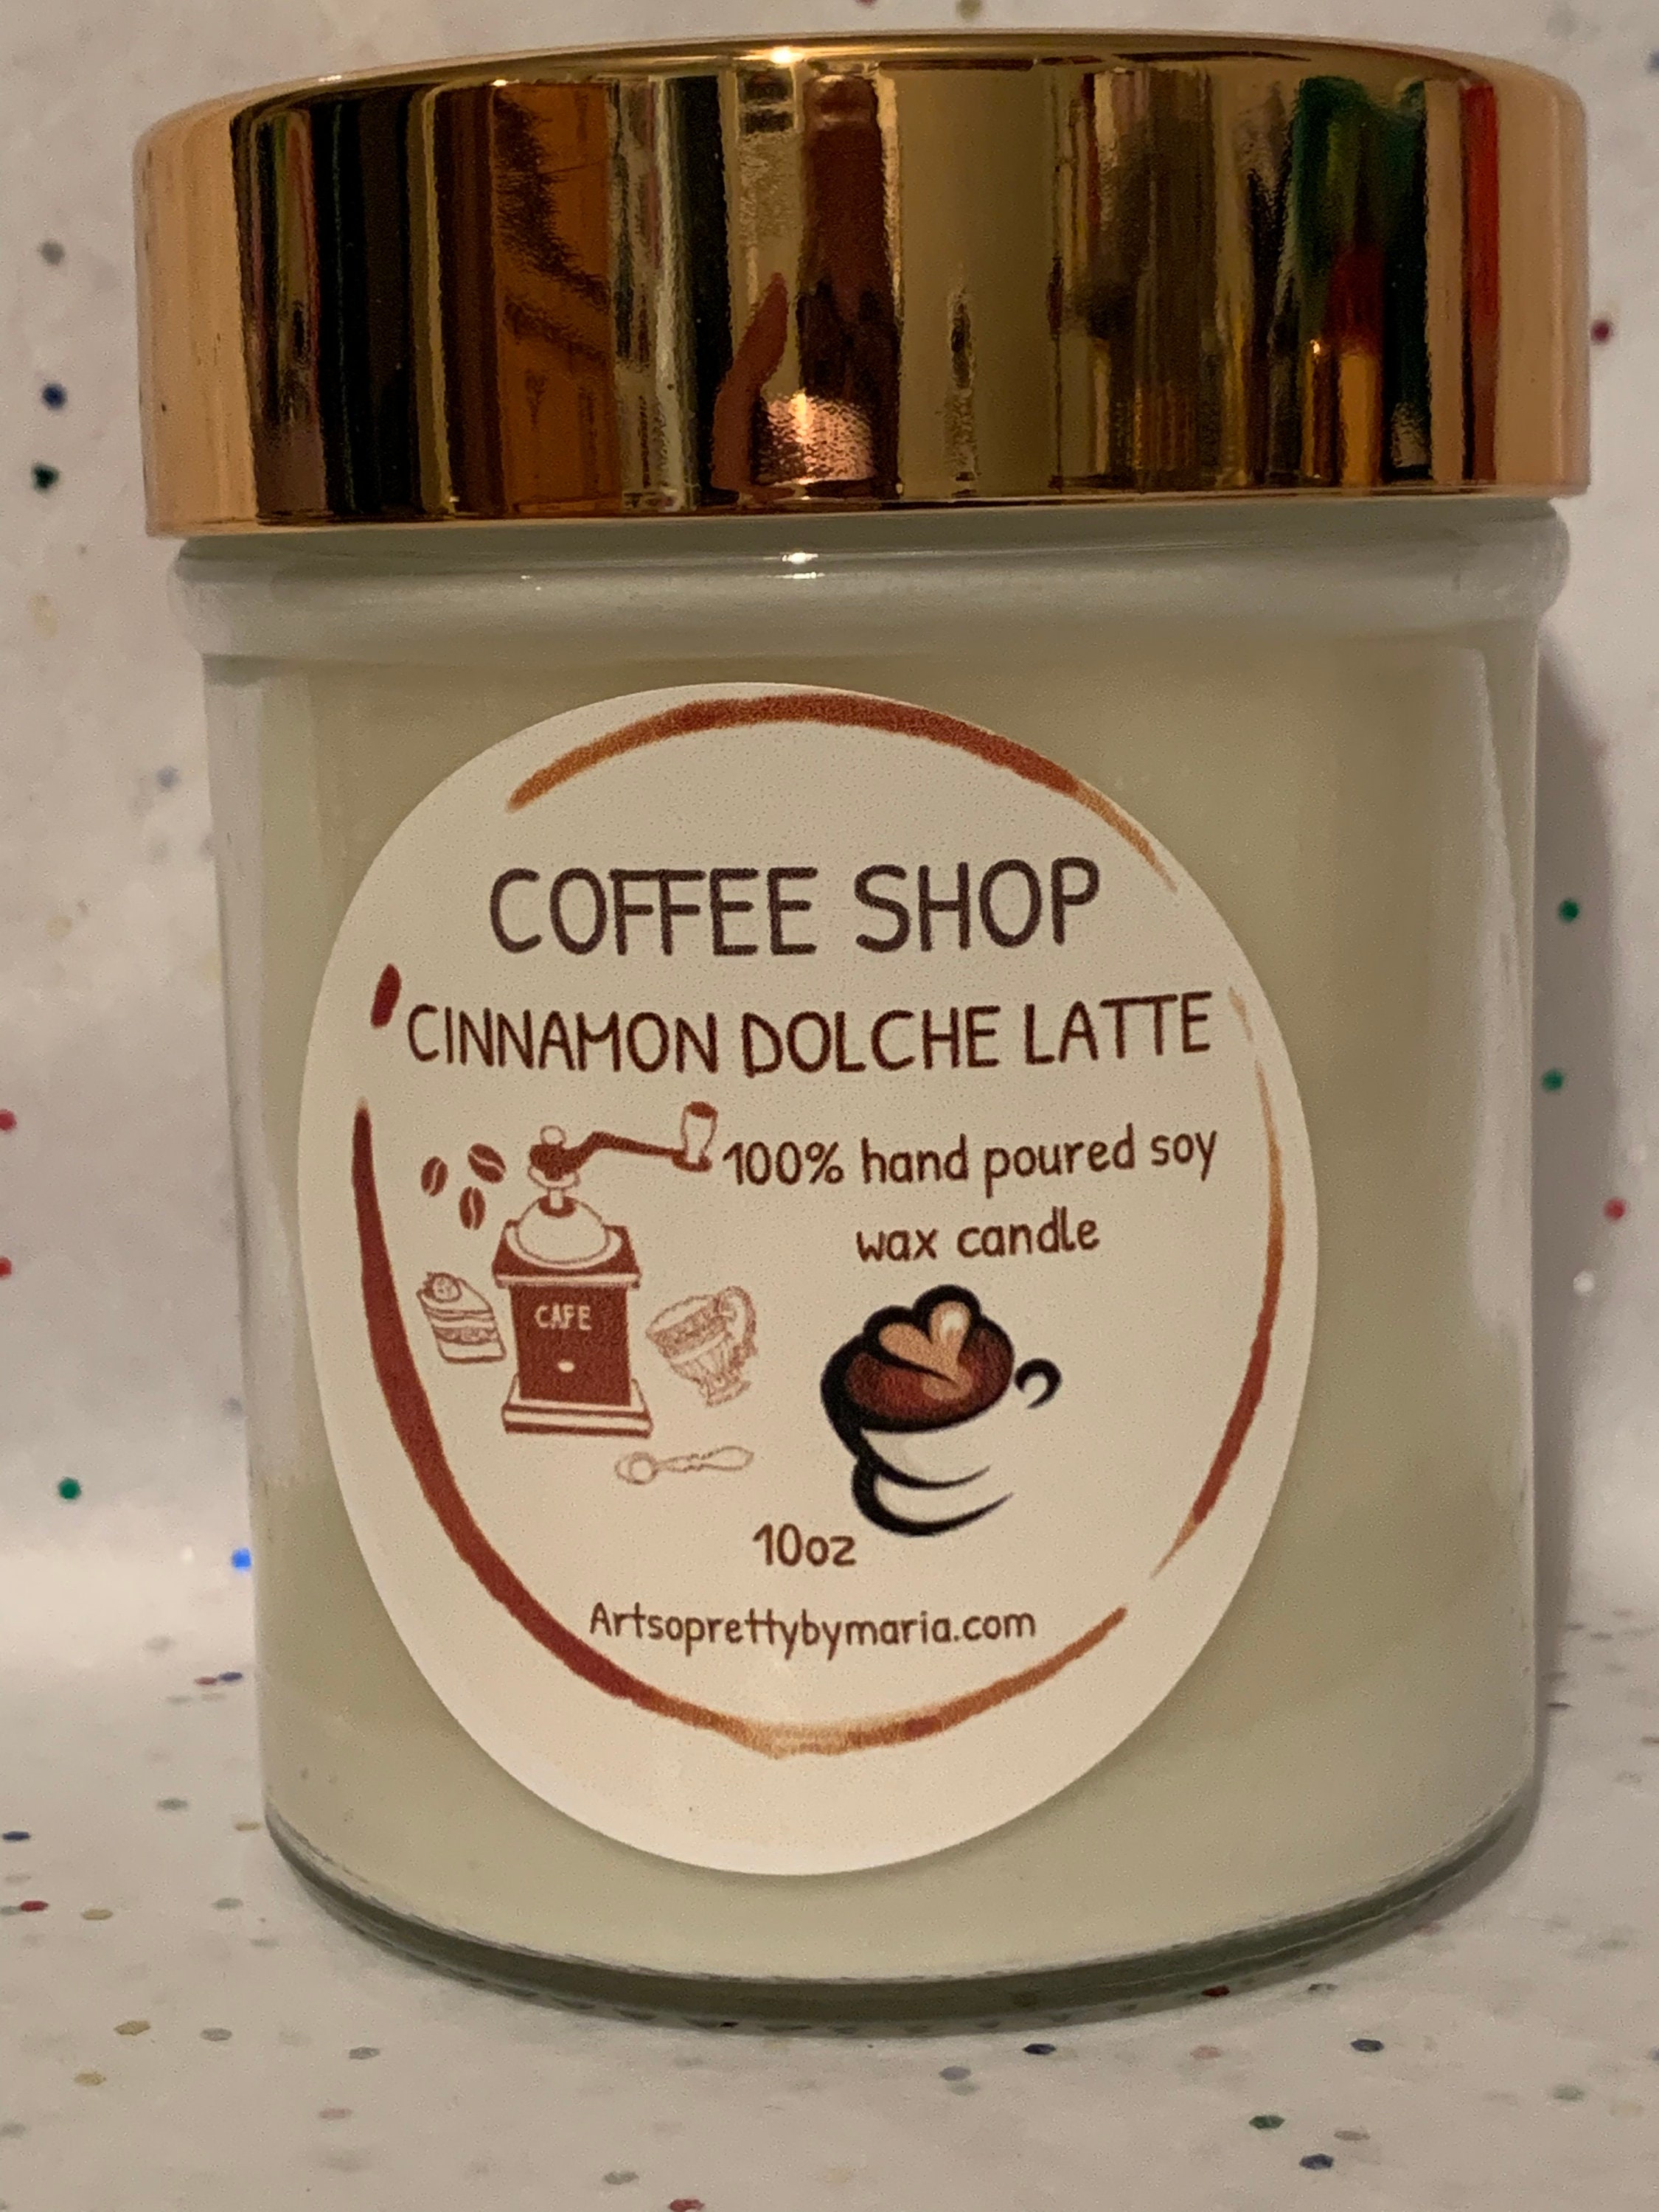 COFFEE SHOP
CINNAMON DOLCHE LATTE
100% hand poured soy
wax candle
CAFE
10oz
Artsoprettybymaria.com